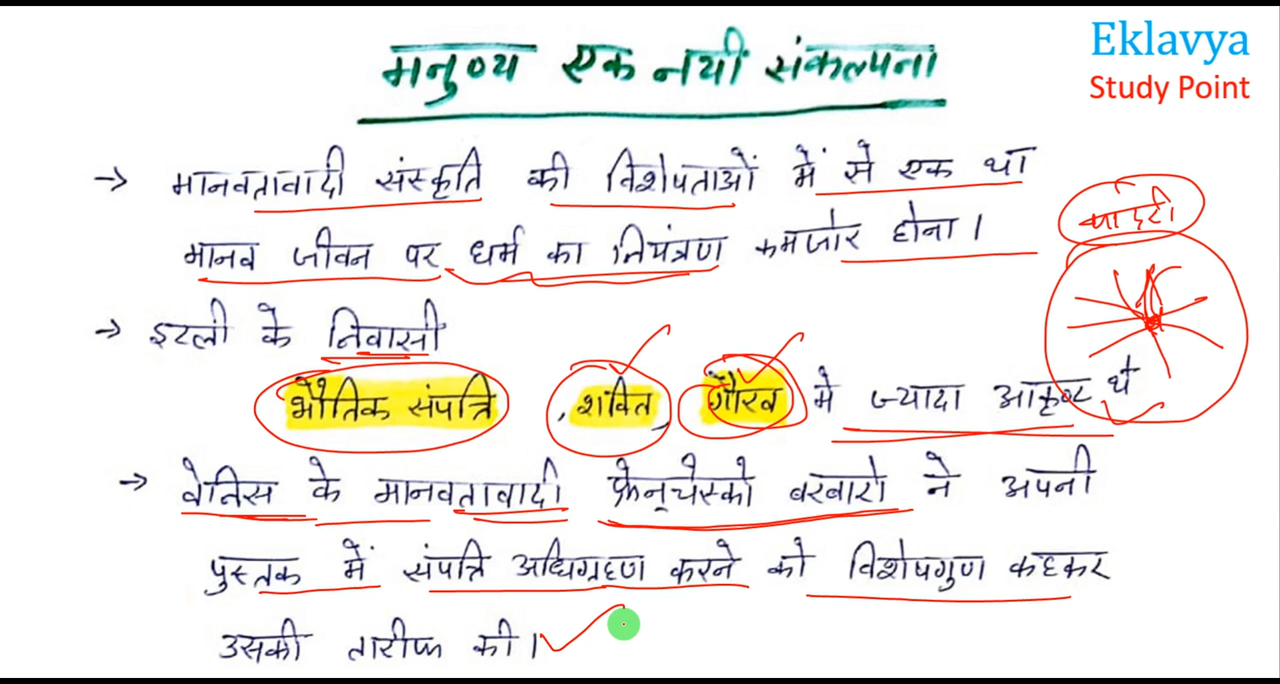 Eklavya
Study Point
मनुष्य एक नयी संकल्पना
→ मानवतावादी संस्कृति की विशेषताओं में से एक था
मानव जीवन पर धर्म का नियंत्रण कमजोर होना।
→ इटली के निवासी
भौतिक संपत्ति , शक्ति, गौरव में ज्यादा आकृष्ट थे
→ वेनिस के मानवतावादी फ्रेन्चेस्को बरबारो ने अपनी
पुस्तक में संपत्ति अधिग्रहण करने को विशेषगुण कहकर
उसकी तारीफ की।